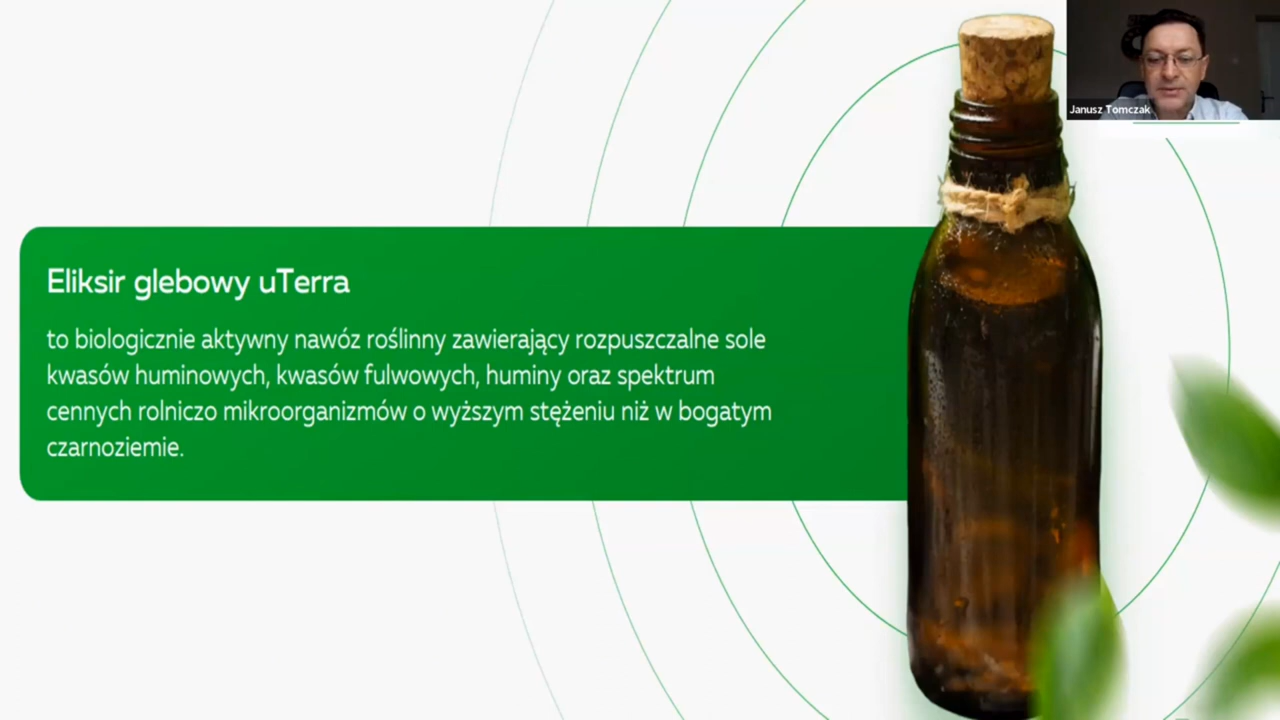 Janusz Tomczak
Eliksir glebowy uTerra
to biologicznie aktywny nawóz roślinny zawierający rozpuszczalne sole
kwasów huminowych, kwasów fulwowych, huminy oraz spektrum
cennych rolniczo mikroorganizmów o wyższym stężeniu niż w bogatym
czarnoziemie.